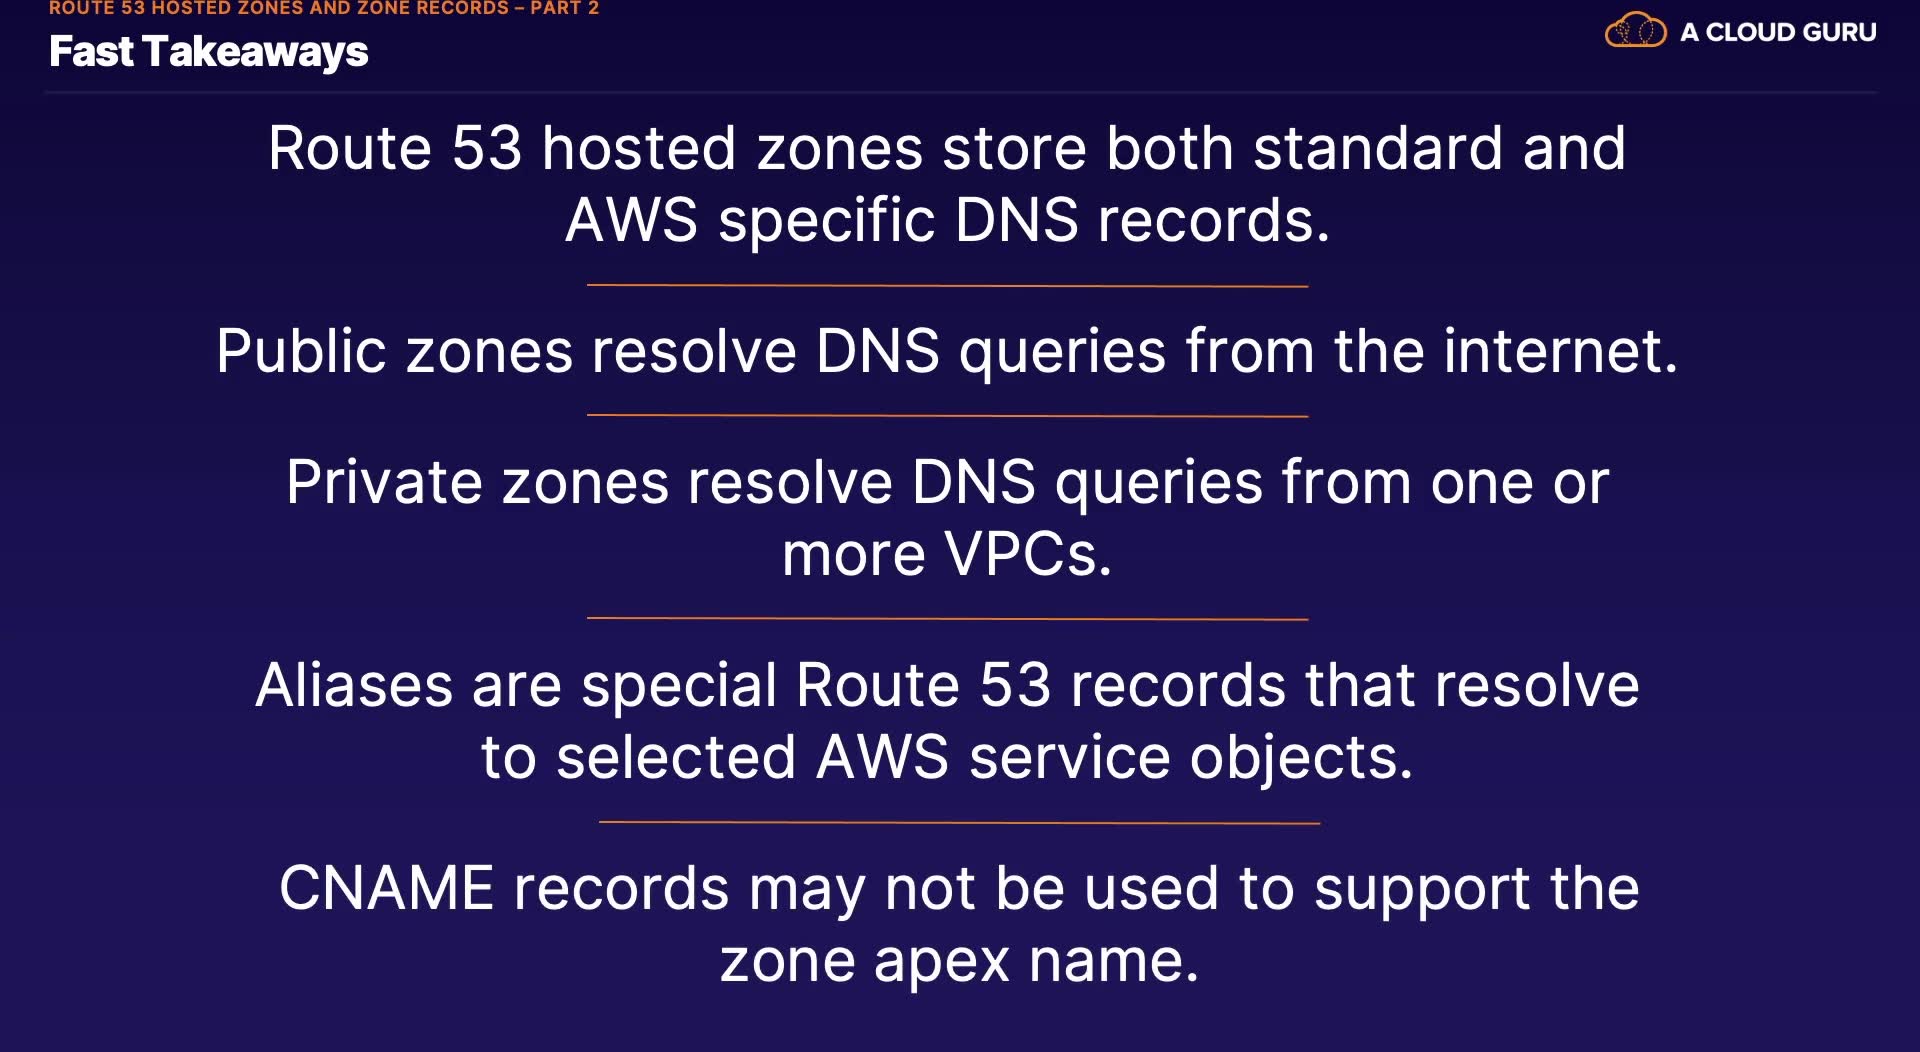 ROUTE 53 HOSTED ZONES AND ZONE RECORDS – PART 2
Fast Takeaways
A CLOUD GURU
Route 53 hosted zones store both standard and
AWS specific DNS records.
Public zones resolve DNS queries from the internet.
Private zones resolve DNS queries from one or
more VPCs.
Aliases are special Route 53 records that resolve
to selected AWS service objects.
CNAME records may not be used to support the
zone apex name.